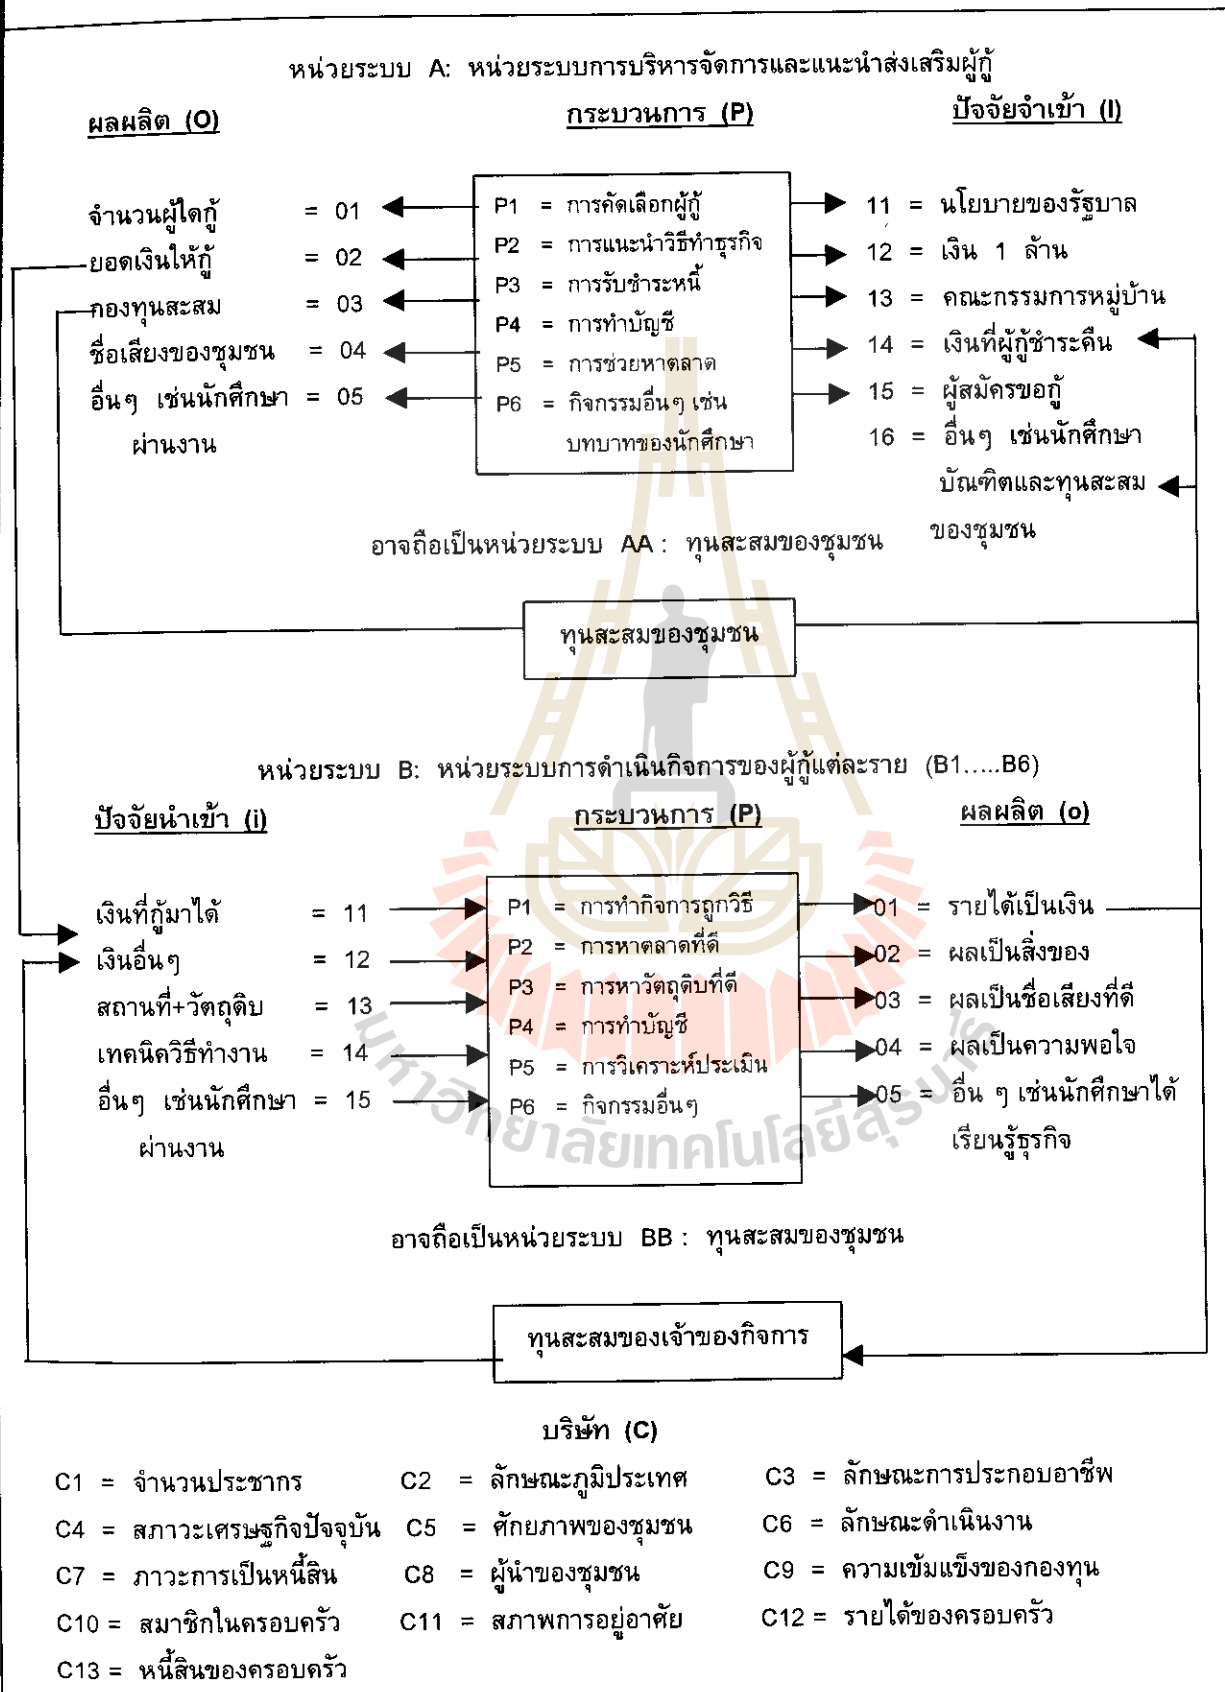 หน่วยระบบ A: หน่วยระบบการบริหารจัดการและแนะนำส่งเสริมผู้กู้
ผลผลิต (O) กระบวนการ (P) ปัจจัยจำเข้า (I)
จำนวนผู้ใดกู้ = 01 P1 = การคัดเลือกผู้กู้ 11 = นโยบายของรัฐบาล
ยอดเงินให้กู้ = 02 P2 = การแนะนำวิธีทำธุรกิจ 12 = เงิน 1 ล้าน
กองทุนสะสม = 03 P3 = การรับชำระหนี้ 13 = คณะกรรมการหมู่บ้าน
P4 = การทำบัญชี
ชื่อเสียงของชุมชน = 04 P5 = การช่วยหาตลาด 14 = เงินที่ผู้กู้ชำระคืน
อื่นๆ เช่นนักศึกษา = 05 P6 = กิจกรรมอื่นๆ เช่น 15 = ผู้สมัครขอกู้
ผ่านงาน บทบาทของนักศึกษา 16 = อื่นๆ เช่นนักศึกษา
บัณฑิตและทุนสะสม
ของชุมชน
อาจถือเป็นหน่วยระบบ AA : ทุนสะสมของชุมชน
ทุนสะสมของชุมชน
หน่วยระบบ B: หน่วยระบบการดำเนินกิจการของผู้กู้แต่ละราย (B1.....B6)
ปัจจัยนำเข้า (i) กระบวนการ (P) ผลผลิต (o)
เงินที่กู้มาได้ = 11 P1 = การทำกิจการถูกวิธี 01 = รายได้เป็นเงิน
เงินอื่นๆ = 12 P2 = การหาตลาดที่ดี 02 = ผลเป็นสิ่งของ
สถานที่+วัตถุดิบ = 13 P3 = การหาวัตถุดิบที่ดี 03 = ผลเป็นชื่อเสียงที่ดี
P4 = การทำบัญชี
เทคนิควิธีทำงาน = 14 P5 = การวิเคราะห์ประเมิน 04 = ผลเป็นความพอใจ
อื่นๆ เช่นนักศึกษา = 15 P6 = กิจกรรมอื่นๆ 05 = อื่น ๆ เช่นนักศึกษาได้
ผ่านงาน เรียนรู้ธุรกิจ
มหาวิทยาลัยเทคโนโลยีสุรนารี
อาจถือเป็นหน่วยระบบ BB : ทุนสะสมของชุมชน
ทุนสะสมของเจ้าของกิจการ
บริษัท (C)
C1 = จำนวนประชากร C2 = ลักษณะภูมิประเทศ C3 = ลักษณะการประกอบอาชีพ
C4 = สภาวะเศรษฐกิจปัจจุบัน C5 = ศักยภาพของชุมชน C6 = ลักษณะดำเนินงาน
C7 = ภาวะการเป็นหนี้สิน C8 = ผู้นำของชุมชน C9 = ความเข้มแข็งของกองทุน
C10 = สมาชิกในครอบครัว C11 = สภาพการอยู่อาศัย C12 = รายได้ของครอบครัว
C13 = หนี้สินของครอบครัว